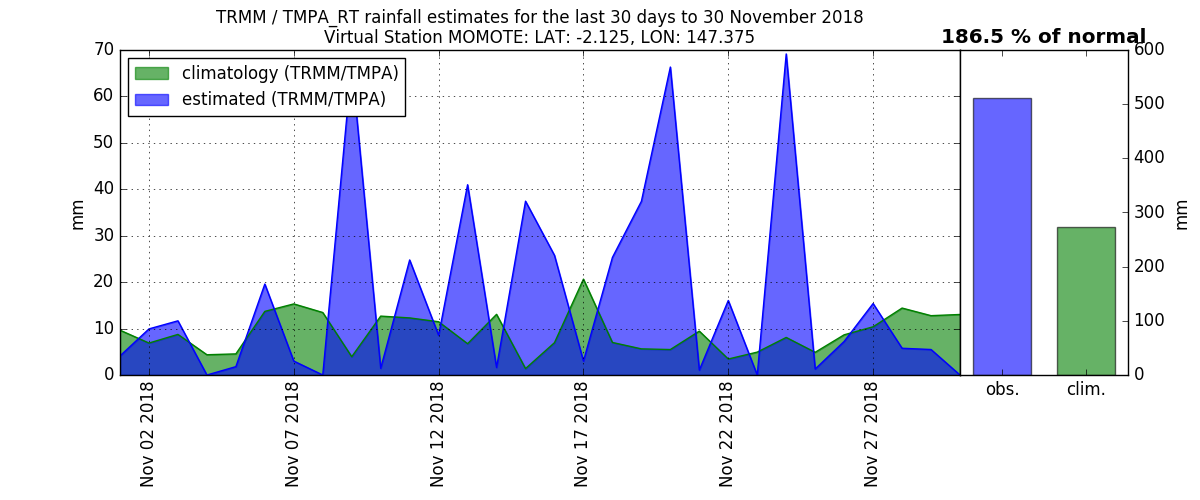 TRMM / TMPA_RT rainfall estimates for the last 30 days to 30 November 2018
Virtual Station MOMOTE: LAT: -2.125, LON: 147.375
186.5 % of normal
climatology (TRMM/TMPA)
estimated (TRMM/TMPA)
70
60
50
40
30
20
10
0
mm
Nov 02 2018
Nov 07 2018
Nov 12 2018
Nov 17 2018
Nov 22 2018
Nov 27 2018
600
500
400
300
200
100
0
mm
obs.
clim.